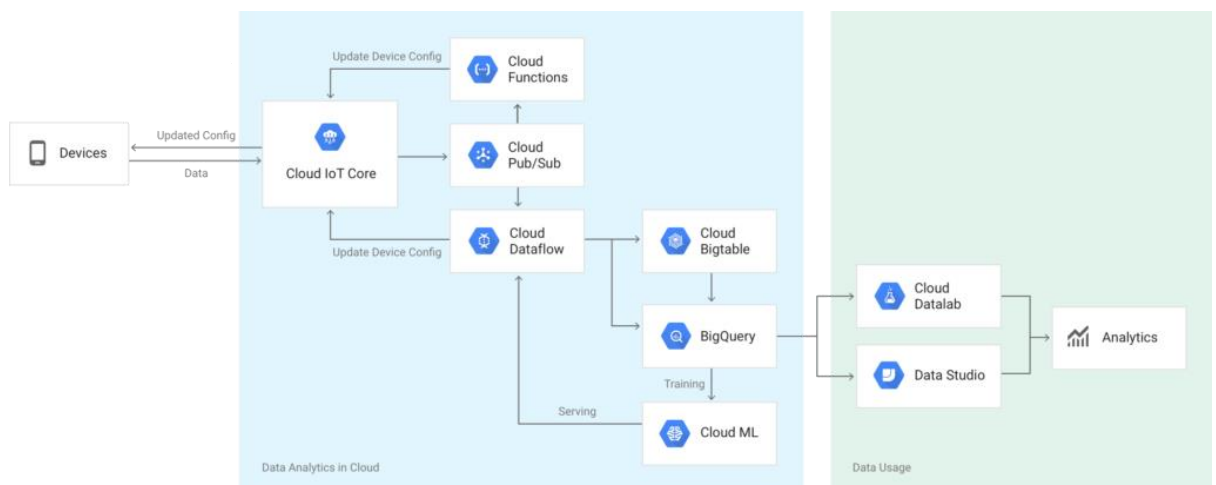 Devices
Updated Config
Data
Cloud IoT Core
Update Device Config
Cloud
Functions
Cloud
Pub/Sub
Cloud
Dataflow
Update Device Config
Cloud
Bigtable
BigQuery
Training
Serving
Cloud ML
Data Analytics in Cloud
Cloud
Datalab
Data Studio
Analytics
Data Usage